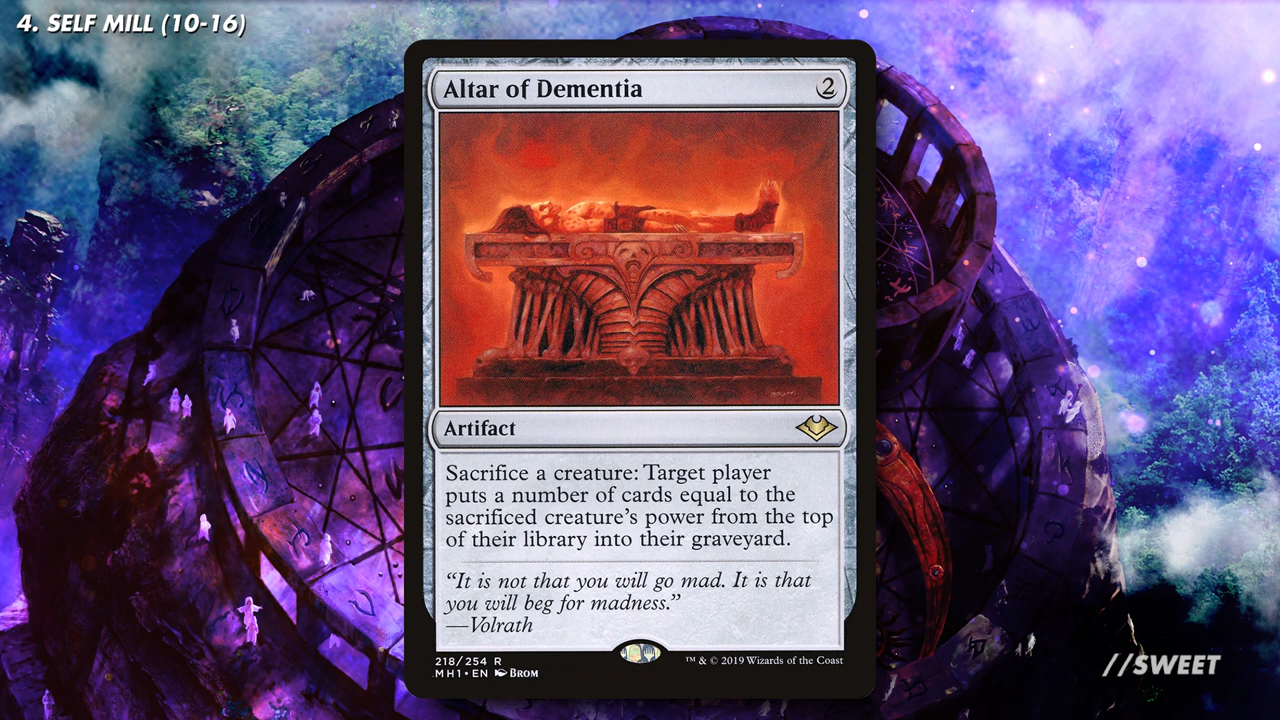 4. SELF MILL (10-16)
Altar of Dementia 2
Artifact
Sacrifice a creature: Target player
puts a number of cards equal to the
sacrificed creature's power from the top
of their library into their graveyard.
“It is not that you will go mad. It is that
you will beg for madness.”
—Volrath
218/254 R
MH1 • EN BROM
™ & © 2019 Wizards of the Coast
//SWEET